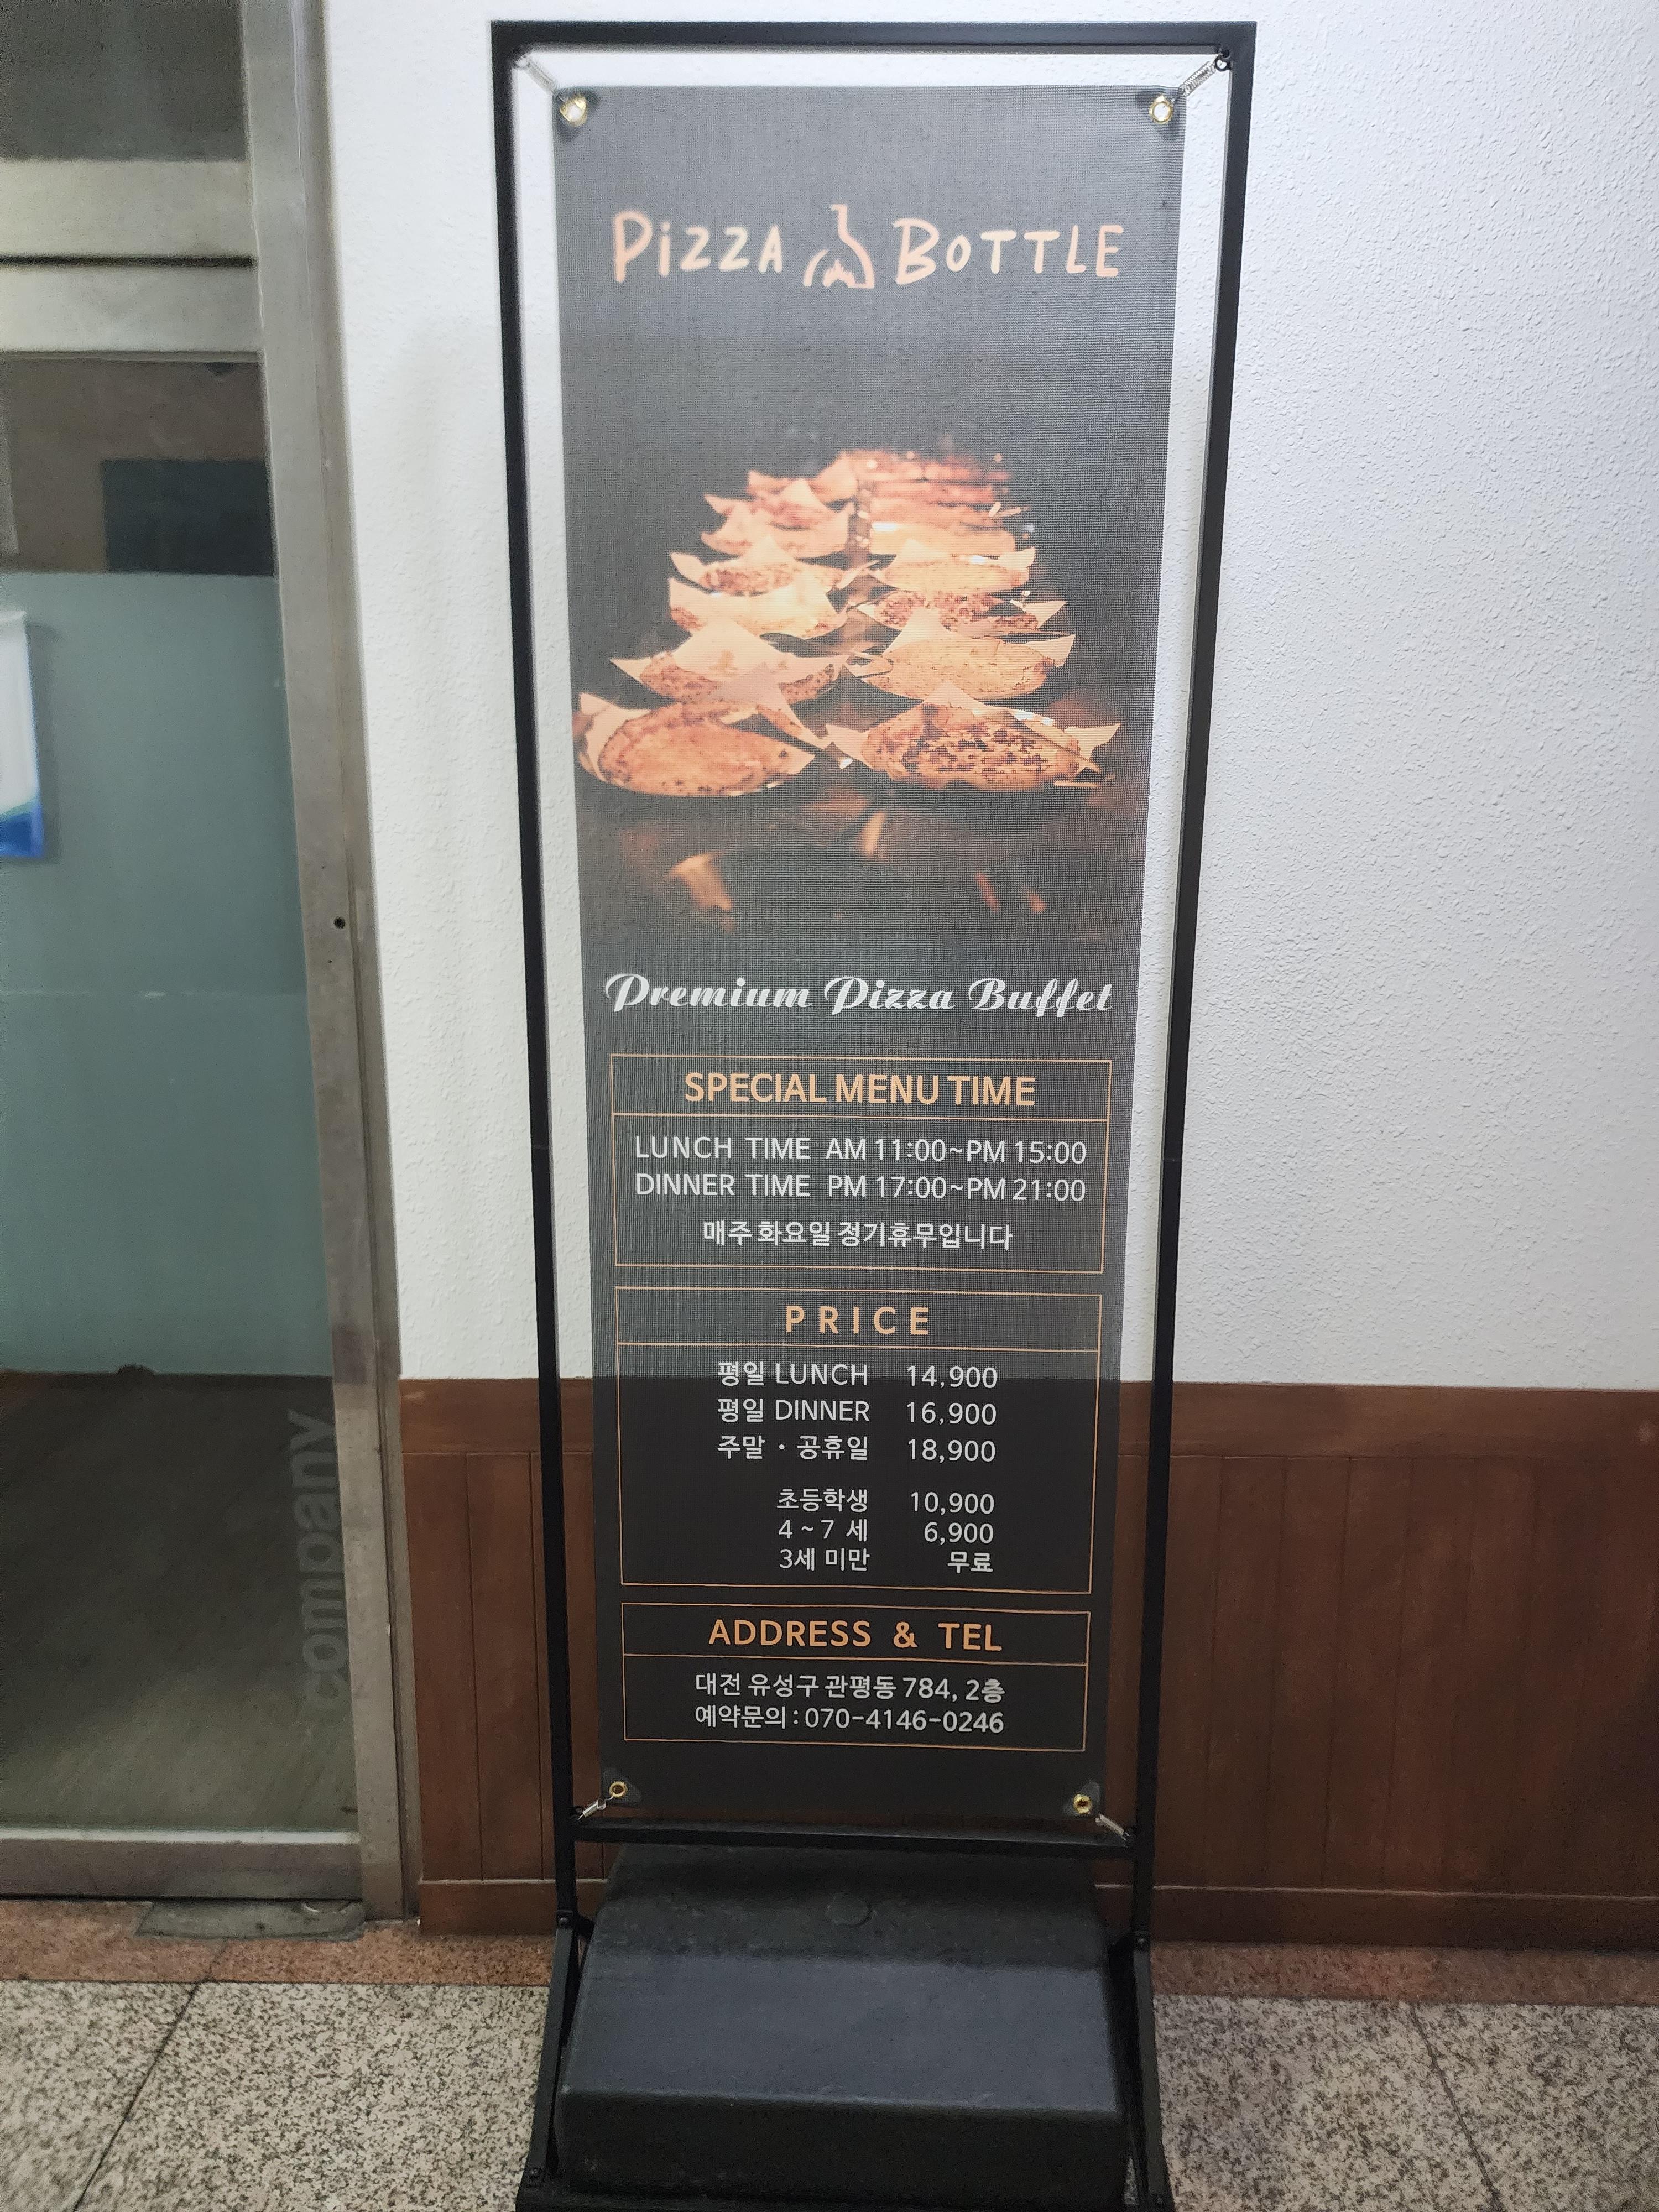 PiZZA BOTTLE
Premium Pizza Buffet
SPECIAL MENU TIME
LUNCH TIME AM 11:00~PM 15:00
DINNER TIME PM 17:00~PM 21:00
매주 화요일 정기휴무입니다
PRICE
평일 LUNCH 14,900
평일 DINNER 16,900
주말 · 공휴일 18,900
초등학생 10,900
4 ~ 7 세 6,900
3세 미만 무료
ADDRESS & TEL
대전 유성구 관평동 784, 2층
예약문의 : 070-4146-0246
company